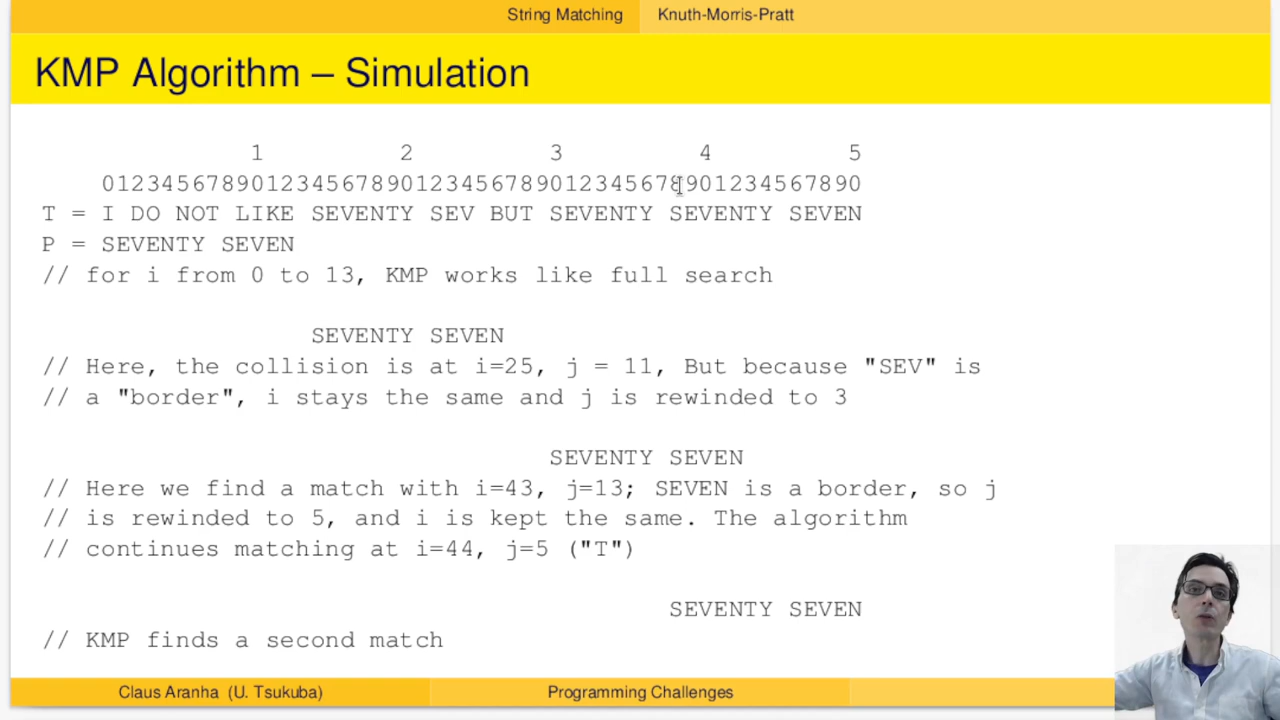 String Matching Knuth-Morris-Pratt
KMP Algorithm – Simulation
1 2 3 4 5
012345678901234567890123456789012345678901234567890
T = I DO NOT LIKE SEVENTY SEV BUT SEVENTY SEVENTY SEVEN
P = SEVENTY SEVEN
// for i from 0 to 13, KMP works like full search
SEVENTY SEVEN
// Here, the collision is at i=25, j = 11, But because "SEV" is
// a "border", i stays the same and j is rewinded to 3
SEVENTY SEVEN
// Here we find a match with i=43, j=13; SEVEN is a border, so j
// is rewinded to 5, and i is kept the same. The algorithm
// continues matching at i=44, j=5 ("T")
SEVENTY SEVEN
// KMP finds a second match
Claus Aranha (U. Tsukuba) Programming Challenges